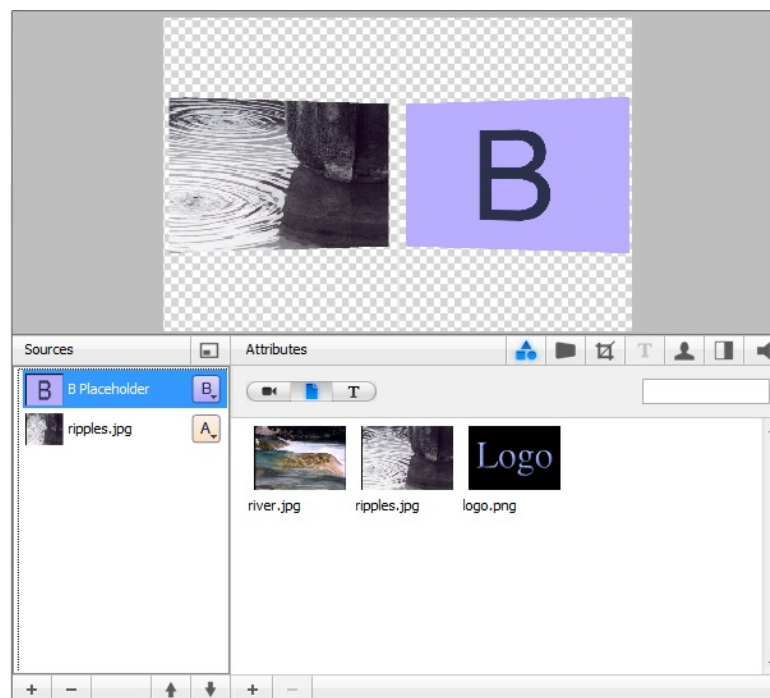 B
Sources
Attributes
T
B
B Placeholder
B
ripples.jpg
A
T
Logo
river.jpg
ripples.jpg
logo.png